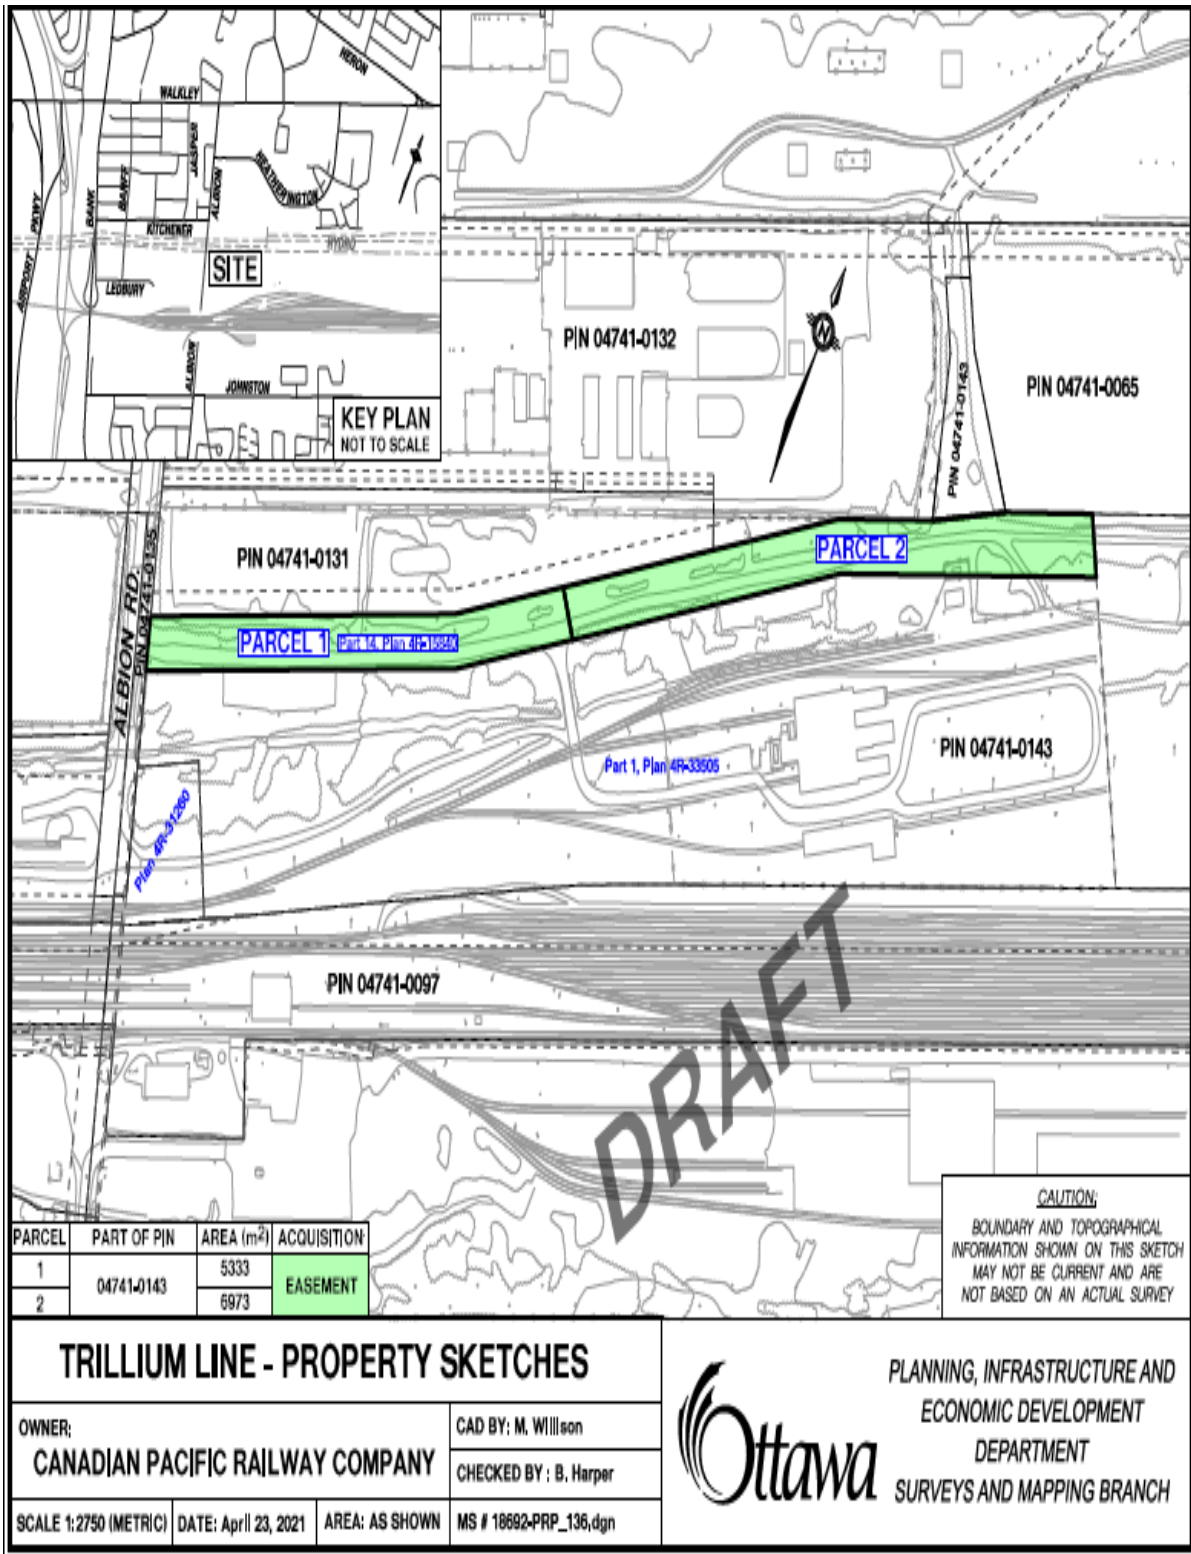 HERON
WALKLEY
JASPER
HEATHERINGTON
BANFF
ALBION
BANK
PKWY
KITCHENER
HYDRO
SITE
AIRPORT
LEDBURY
ALBION
JOHNSTON
KEY PLAN
NOT TO SCALE
PIN 04741-0132
N
PIN 04741-0065
PIN 04741-0143
PIN 04741-0131
PIN 04741-0135
ALBION RD.
PARCEL 2
PARCEL 1
Part 14, Plan 4R-15840
PIN 04741-0143
Part 1, Plan 4R-33505
Plan 4R-31260
PIN 04741-0097
DRAFT
CAUTION:
BOUNDARY AND TOPOGRAPHICAL
INFORMATION SHOWN ON THIS SKETCH
MAY NOT BE CURRENT AND ARE
NOT BASED ON AN ACTUAL SURVEY
PARCEL PART OF PIN AREA (m²) ACQUISITION
1 04741-0143 5333 EASEMENT
2 6973
TRILLIUM LINE - PROPERTY SKETCHES
OWNER:
CANADIAN PACIFIC RAILWAY COMPANY
CAD BY: M. Willson
CHECKED BY : B. Harper
SCALE 1:2750 (METRIC) DATE: April 23, 2021 AREA: AS SHOWN MS # 18692-PRP_136.dgn
Ottawa
PLANNING, INFRASTRUCTURE AND
ECONOMIC DEVELOPMENT
DEPARTMENT
SURVEYS AND MAPPING BRANCH